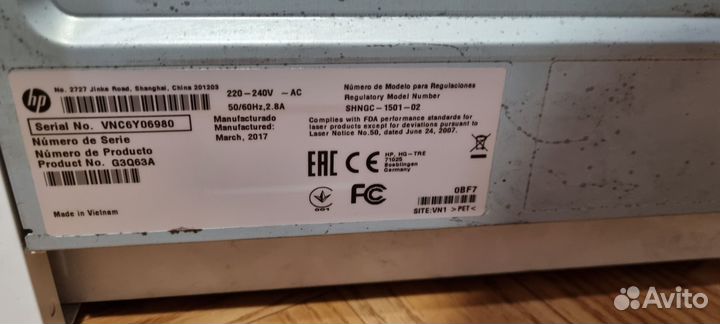 hp
No. 2727 Jinke Road, Shanghai, China 201203
Serial No. VNC6Y06980
Número de Serie
Número de Producto
Product No. G3Q63A
Made in Vietnam
220-240V ~ AC
50/60Hz, 2.8A
Manufacturado
Manufactured
March, 2017
Número de Modelo para Regulaciones
Regulatory Model Number
SHNGC-1501-02
Complies with FDA performance standards for
laser products except for deviations pursuant to
Laser Notice No.50, dated June 24, 2007.
EAC CE
HP, HQ-TRE
71025
Boeblingen
Germany
001
FC
0BF7
SITE:VN1 >PET<
Avito